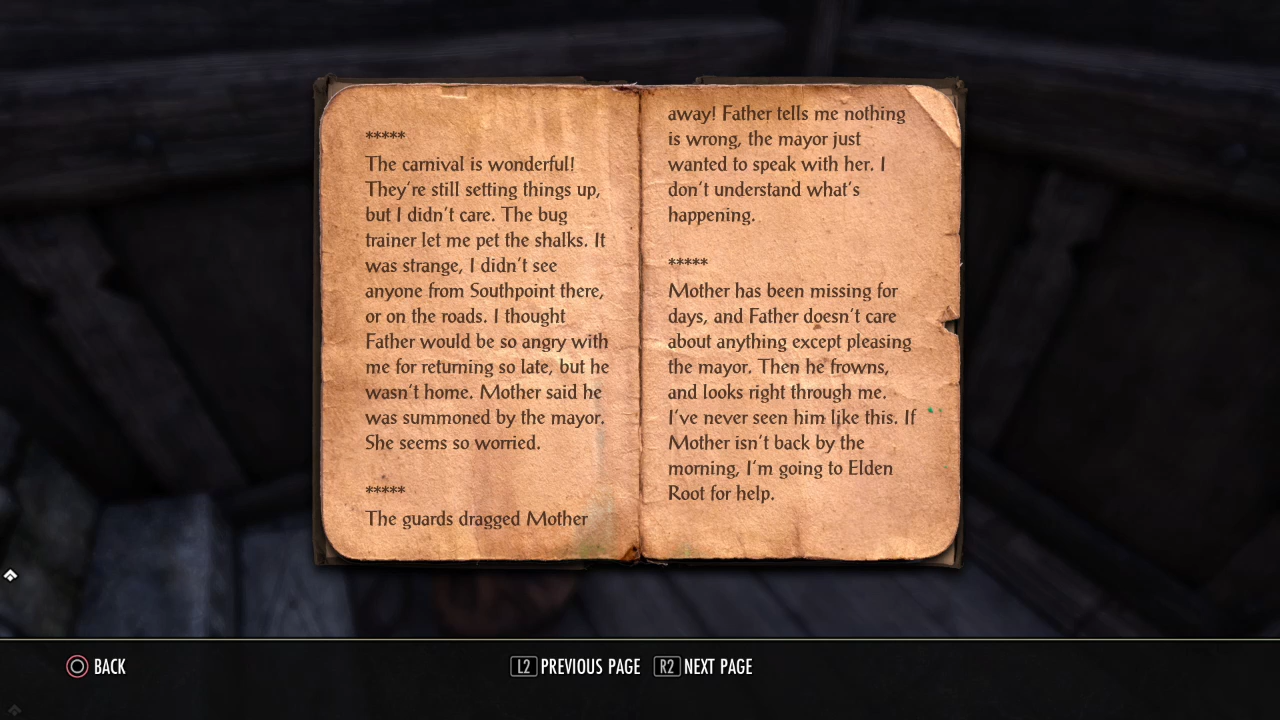 *****
The carnival is wonderful!
They're still setting things up,
but I didn't care. The bug
trainer let me pet the shalks. It
was strange, I didn't see
anyone from Southpoint there,
or on the roads. I thought
Father would be so angry with
me for returning so late, but he
wasn't home. Mother said he
was summoned by the mayor.
She seems so worried.
*****
The guards dragged Mother
away! Father tells me nothing
is wrong, the mayor just
wanted to speak with her. I
don't understand what's
happening.
*****
Mother has been missing for
days, and Father doesn't care
about anything except pleasing
the mayor. Then he frowns,
and looks right through me.
I've never seen him like this. If
Mother isn't back by the
morning, I'm going to Elden
Root for help.
BACK
L2 PREVIOUS PAGE R2 NEXT PAGE